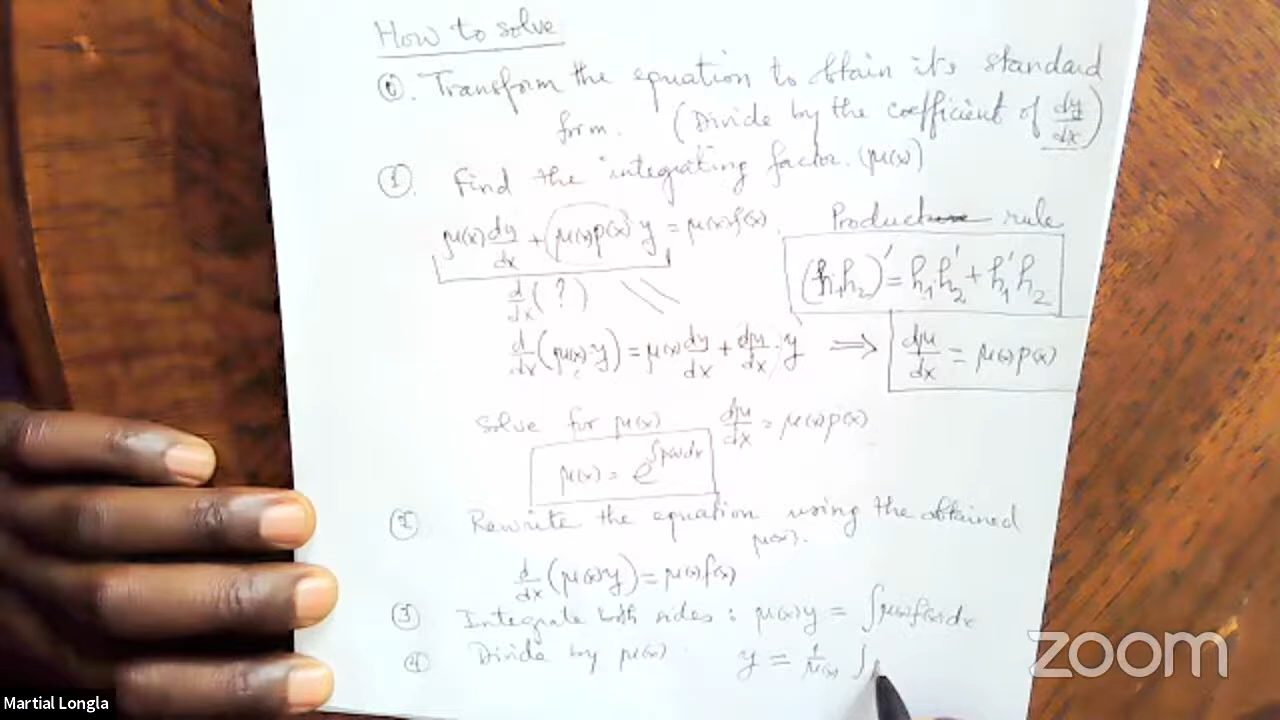 How to solve
⓪. Transform the equation to obtain its standard
form. (Divide by the coefficient of dy/dx)
①. Find the integrating factor. (μ(x))
μ(x) dy/dx + (μ(x)p(x)) y = μ(x)f(x)
Product rule
(h₁h₂)' = h₁h₂' + h₁'h₂
d/dx (?)
d/dx (μ(x) y) = μ(x) dy/dx + dμ/dx · y ⟹ dμ/dx = μ(x)p(x)
Solve for μ(x) dμ/dx = μ(x)p(x)
μ(x) = e^∫p(x)dx
②. Rewrite the equation using the obtained
μ(x).
d/dx (μ(x)y) = μ(x)f(x)
③ Integrate both sides : μ(x)y = ∫μ(x)f(x)dx
④ Divide by μ(x). y = 1/μ(x) ∫
zoom
Martial Longla